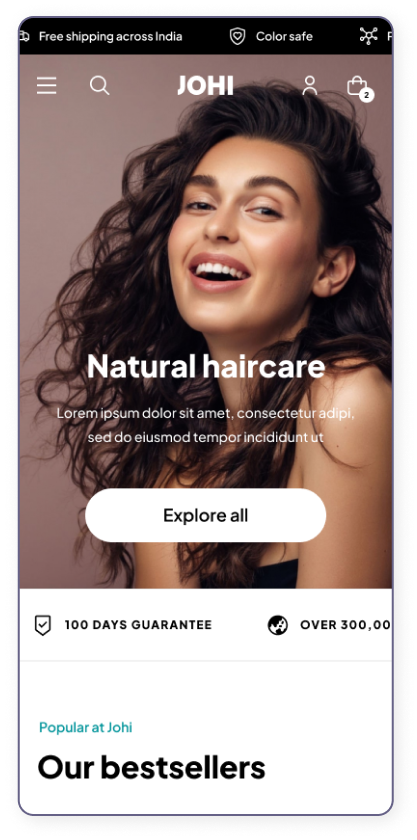 Free shipping across India
Color safe
JOHI
2
Natural haircare
Lorem ipsum dolor sit amet, consectetur adipi,
sed do eiusmod tempor incididunt ut
Explore all
100 DAYS GUARANTEE
OVER 300,00
Popular at Johi
Our bestsellers